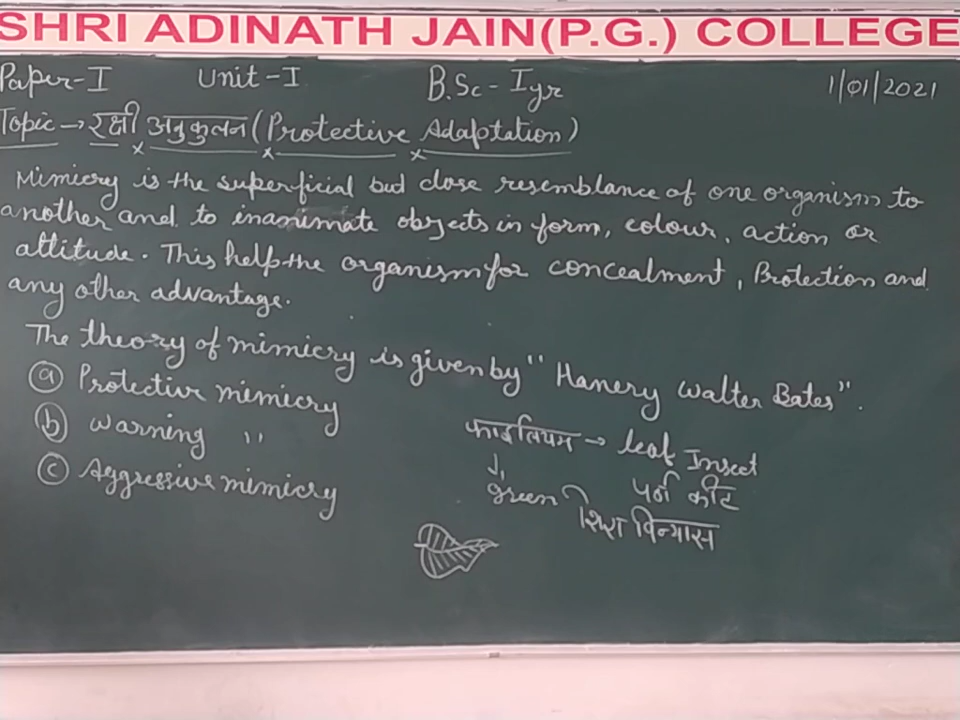 SHRI ADINATH JAIN(P.G.) COLLEGE
Paper-I Unit-I B.Sc-Iyr 1/01/2021
Topic → रक्षी अनुकुलन (Protective Adaptation)
Mimicry is the superficial but close resemblance of one organism to
another and to inanimate objects in form, colour, action or
attitude. This help the organism for concealment, Protection and
any other advantage.
The theory of mimicry is given by "Hanery Walter Bates".
(a) Protective mimicry
(b) Warning "
(c) Aggressive mimicry
फाइलियम → leaf Insect
↓ green पर्ण कीट
शिरा विन्यास